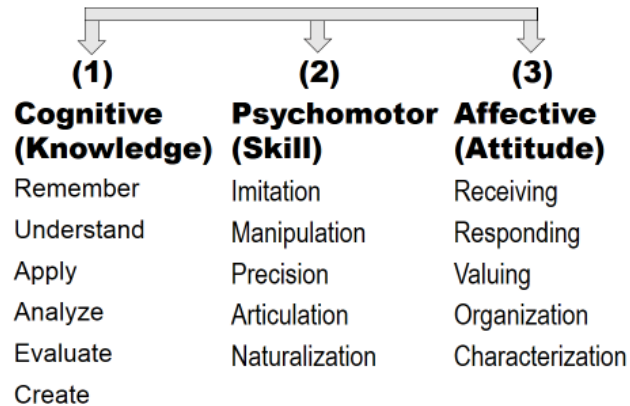 (1)
Cognitive
(Knowledge)
Remember
Understand
Apply
Analyze
Evaluate
Create
(2)
Psychomotor
(Skill)
Imitation
Manipulation
Precision
Articulation
Naturalization
(3)
Affective
(Attitude)
Receiving
Responding
Valuing
Organization
Characterization